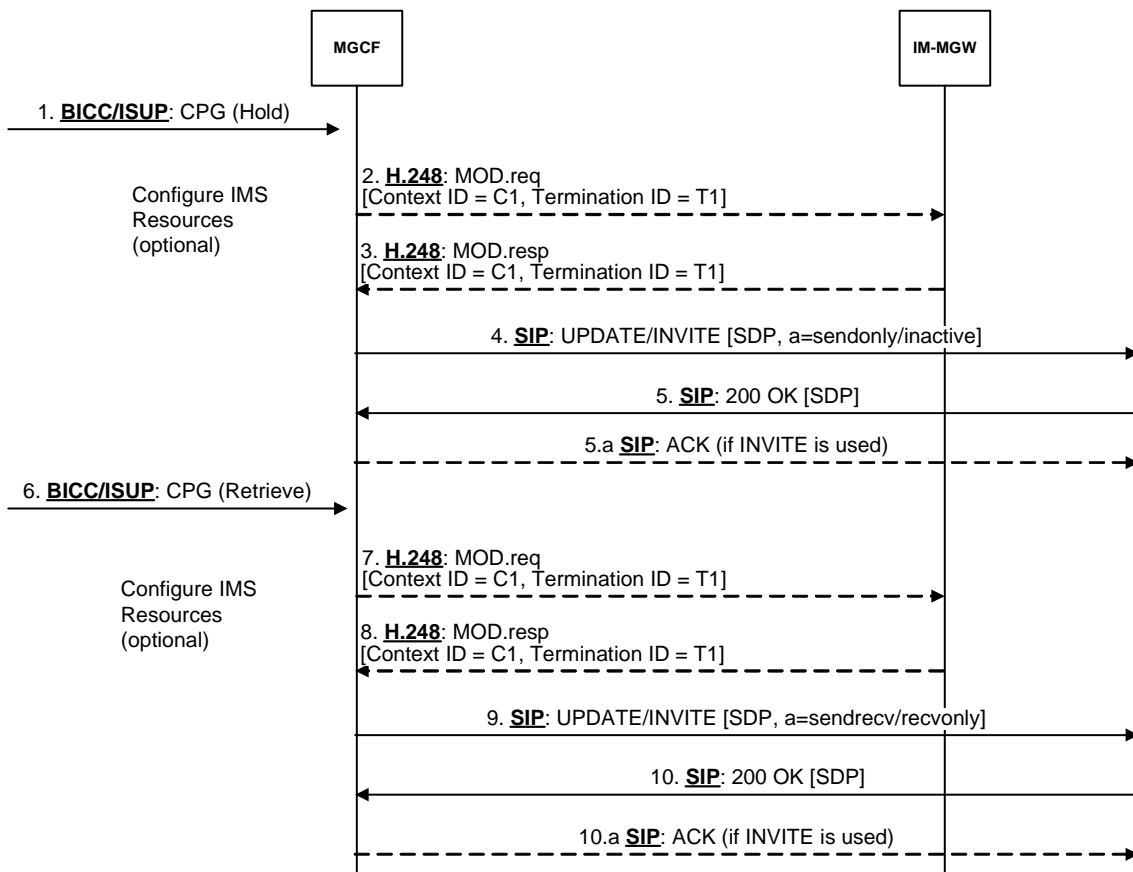 MGCF
IM-MGW
1. BICC/ISUP: CPG (Hold)
Configure IMS
Resources
(optional)
2. H.248: MOD.req
[Context ID = C1, Termination ID = T1]
3. H.248: MOD.resp
[Context ID = C1, Termination ID = T1]
4. SIP: UPDATE/INVITE [SDP, a=sendonly/inactive]
5. SIP: 200 OK [SDP]
5.a SIP: ACK (if INVITE is used)
6. BICC/ISUP: CPG (Retrieve)
Configure IMS
Resources
(optional)
7. H.248: MOD.req
[Context ID = C1, Termination ID = T1]
8. H.248: MOD.resp
[Context ID = C1, Termination ID = T1]
9. SIP: UPDATE/INVITE [SDP, a=sendrecv/recvonly]
10. SIP: 200 OK [SDP]
10.a SIP: ACK (if INVITE is used)